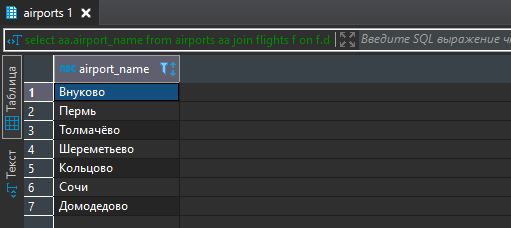 airports 1
select aa.airport_name from airports aa join flights f on f.d
Введите SQL выражение ч
Таблица
Текст
ABC airport_name
1 Внуково
2 Пермь
3 Толмачёво
4 Шереметьево
5 Кольцово
6 Сочи
7 Домодедово